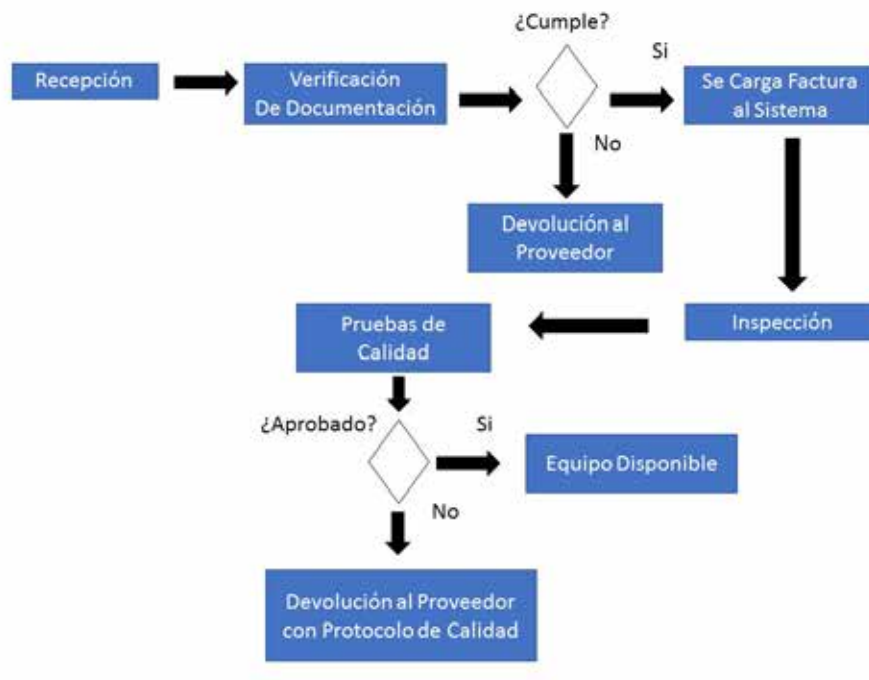 ¿Cumple?
Recepción
Verificación
De Documentación
Si
Se Carga Factura
al Sistema
No
Devolución al
Proveedor
Inspección
Pruebas de
Calidad
¿Aprobado?
Si
Equipo Disponible
No
Devolución al Proveedor
con Protocolo de Calidad